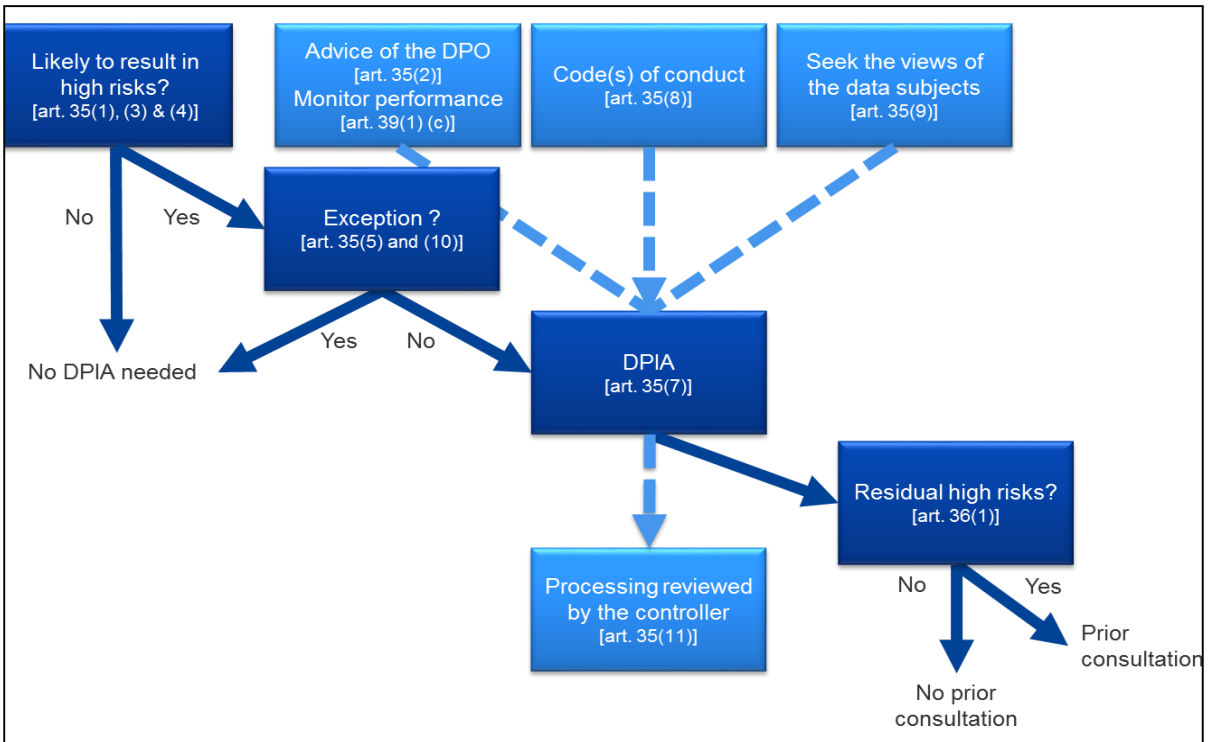 Likely to result in
high risks?
[art. 35(1), (3) & (4)]
Advice of the DPO
[art. 35(2)]
Monitor performance
[art. 39(1) (c)]
Code(s) of conduct
[art. 35(8)]
Seek the views of
the data subjects
[art. 35(9)]
No
Yes
Exception ?
[art. 35(5) and (10)]
Yes
No
No DPIA needed
DPIA
[art. 35(7)]
Residual high risks?
[art. 36(1)]
Processing reviewed
by the controller
[art. 35(11)]
No
Yes
Prior
consultation
No prior
consultation